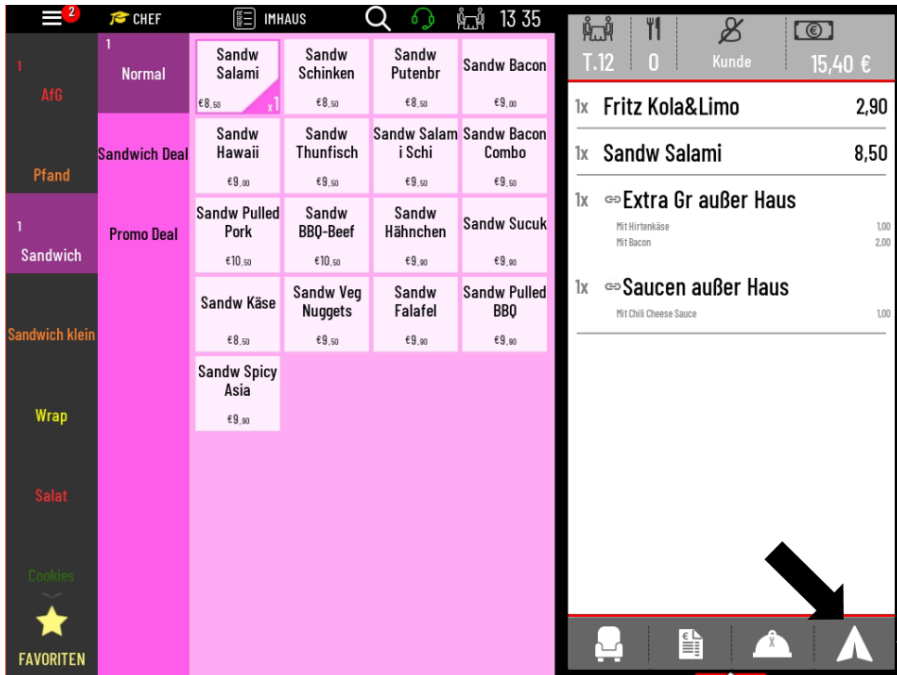 2
CHEF
IMHAUS
13 35
1
AfG
Pfand
1
Sandwich
Sandwich klein
Wrap
Salat
Cookies
FAVORITEN
1
Normal
Sandwich Deal
Promo Deal
Sandw
Salami
€8,50
x1
Sandw
Schinken
€8,50
Sandw
Putenbr
€8,50
Sandw Bacon
€9,00
Sandw
Hawaii
€9,00
Sandw
Thunfisch
€9,50
Sandw Salam
i Schi
€9,50
Sandw Bacon
Combo
€9,50
Sandw Pulled
Pork
€10,50
Sandw
BBQ-Beef
€10,50
Sandw
Hähnchen
€9,90
Sandw Sucuk
€9,90
Sandw Käse
€8,50
Sandw Veg
Nuggets
€9,50
Sandw
Falafel
€9,90
Sandw Pulled
BBQ
€9,90
Sandw Spicy
Asia
€9,90
T.12
0
Kunde
€
15,40 €
1x Fritz Kola&Limo 2,90
1x Sandw Salami 8,50
1x Extra Gr außer Haus
Mit Hirtenkäse 1,00
Mit Bacon 2,00
1x Saucen außer Haus
Mit Chili Cheese Sauce 1,00
€
X